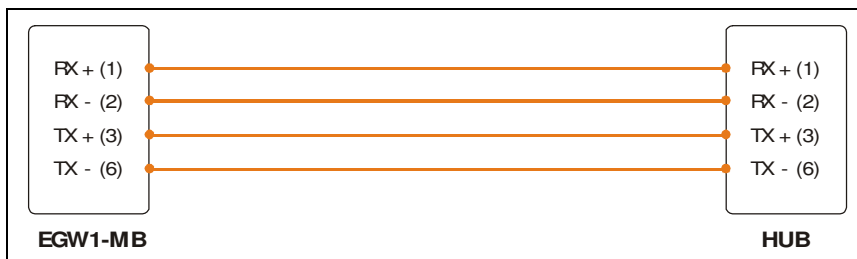 RX + (1) RX + (1)
RX - (2) RX - (2)
TX + (3) TX + (3)
TX - (6) TX - (6)
EGW1-MB HUB